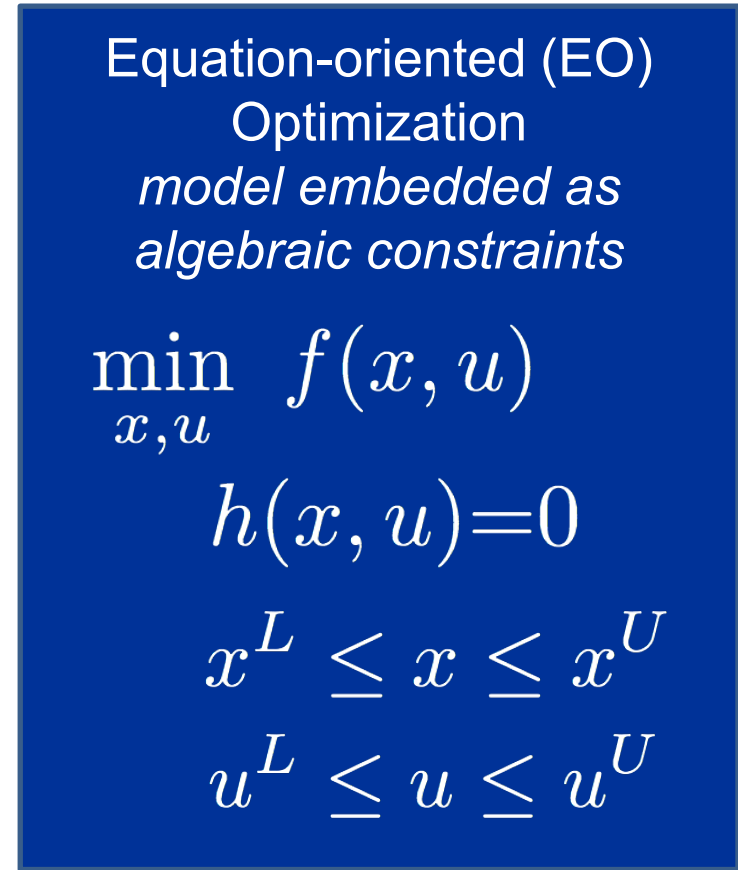 Equation-oriented (EO)
Optimization
model embedded as
algebraic constraints
min f(x, u)
x,u
h(x, u)=0
x^L ≤ x ≤ x^U
u^L ≤ u ≤ u^U